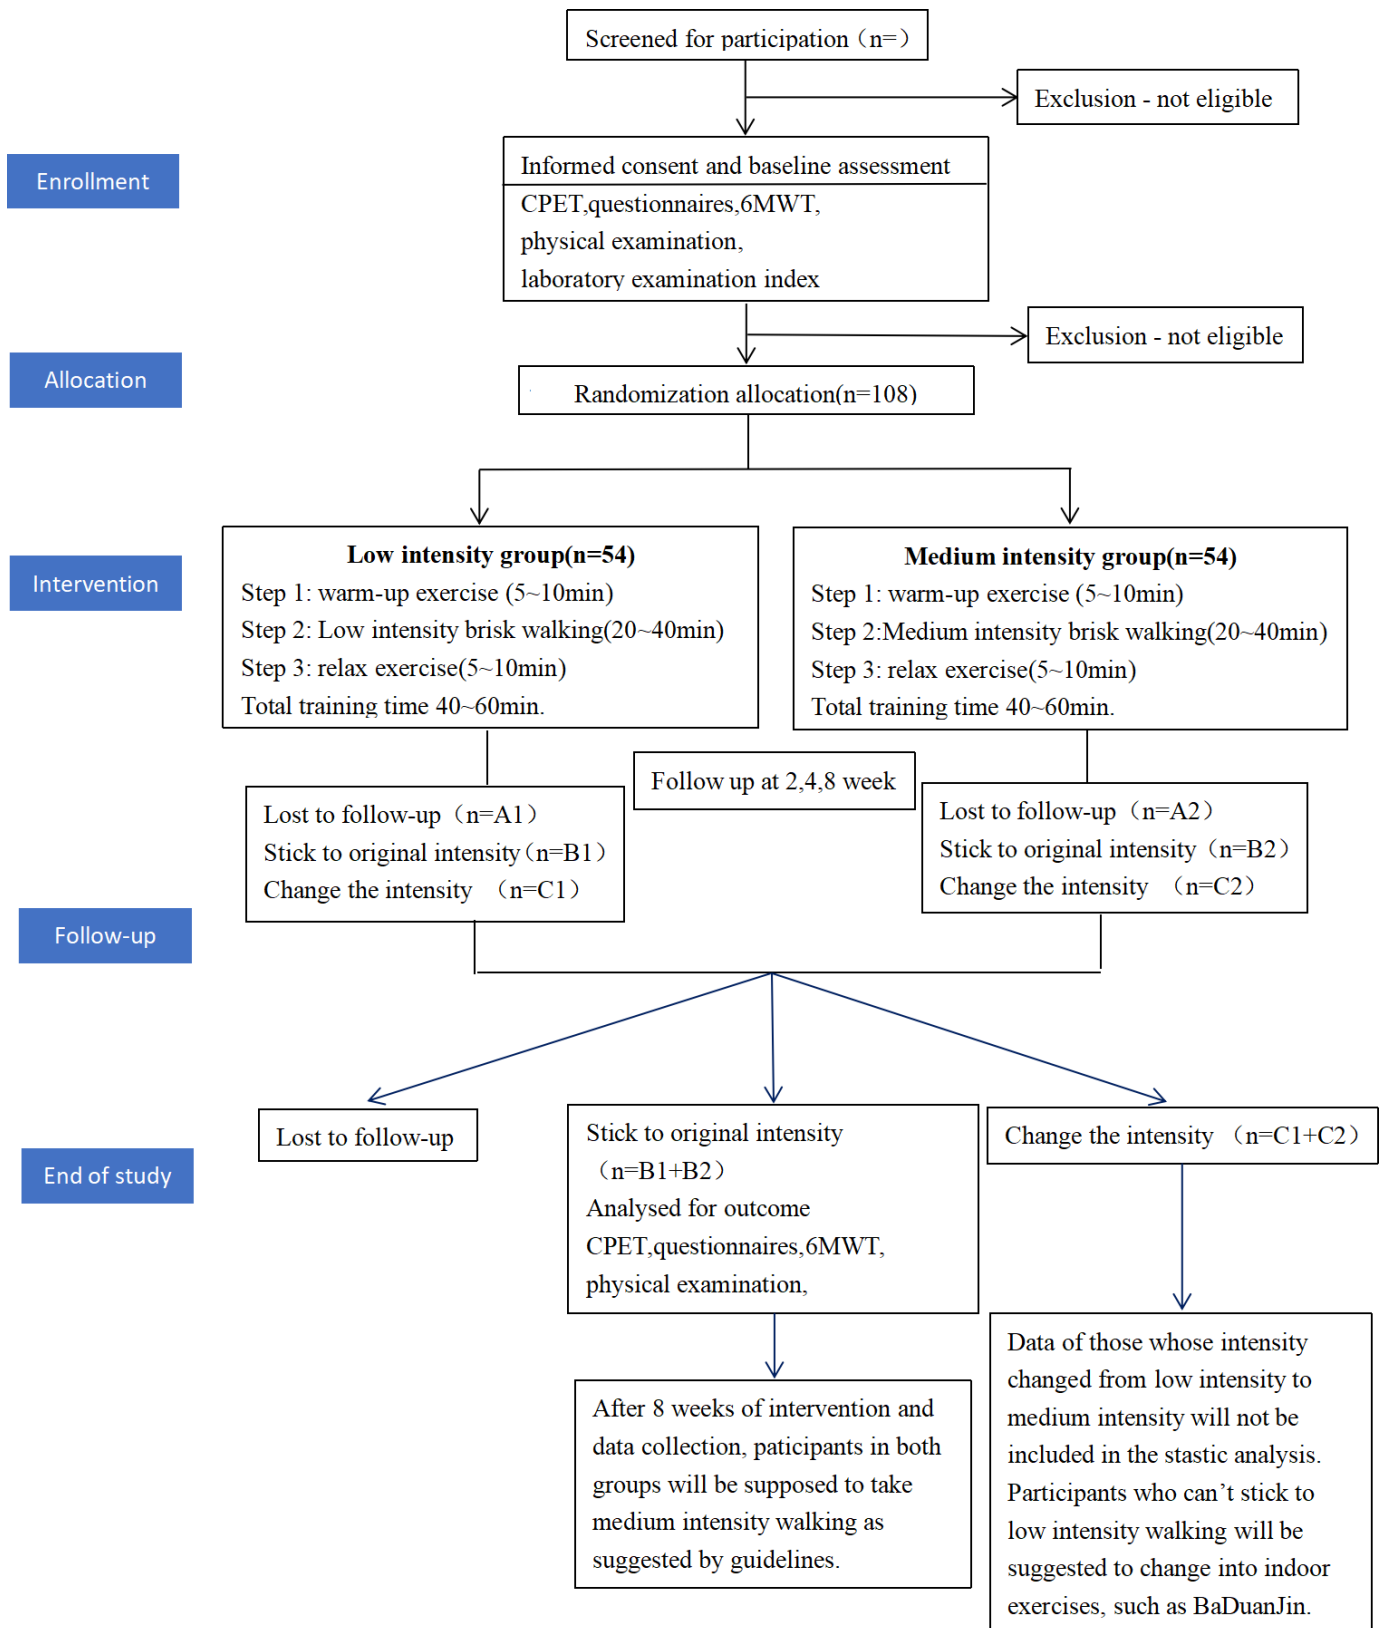 Screened for participation（n=）
Exclusion - not eligible
Enrollment
Informed consent and baseline assessment
CPET,questionnaires,6MWT,
physical examination,
laboratory examination index
Exclusion - not eligible
Allocation
Randomization allocation(n=108)
Intervention
Low intensity group(n=54)
Step 1: warm-up exercise (5~10min)
Step 2: Low intensity brisk walking(20~40min)
Step 3: relax exercise(5~10min)
Total training time 40~60min.
Medium intensity group(n=54)
Step 1: warm-up exercise (5~10min)
Step 2:Medium intensity brisk walking(20~40min)
Step 3: relax exercise(5~10min)
Total training time 40~60min.
Follow up at 2,4,8 week
Lost to follow-up（n=A1）
Stick to original intensity（n=B1）
Change the intensity （n=C1）
Lost to follow-up（n=A2）
Stick to original intensity（n=B2）
Change the intensity （n=C2）
Follow-up
End of study
Lost to follow-up
Stick to original intensity
（n=B1+B2）
Analysed for outcome
CPET,questionnaires,6MWT,
physical examination,
Change the intensity （n=C1+C2）
After 8 weeks of intervention and
data collection, paticipants in both
groups will be supposed to take
medium intensity walking as
suggested by guidelines.
Data of those whose intensity
changed from low intensity to
medium intensity will not be
included in the stastic analysis.
Participants who can’t stick to
low intensity walking will be
suggested to change into indoor
exercises, such as BaDuanJin.